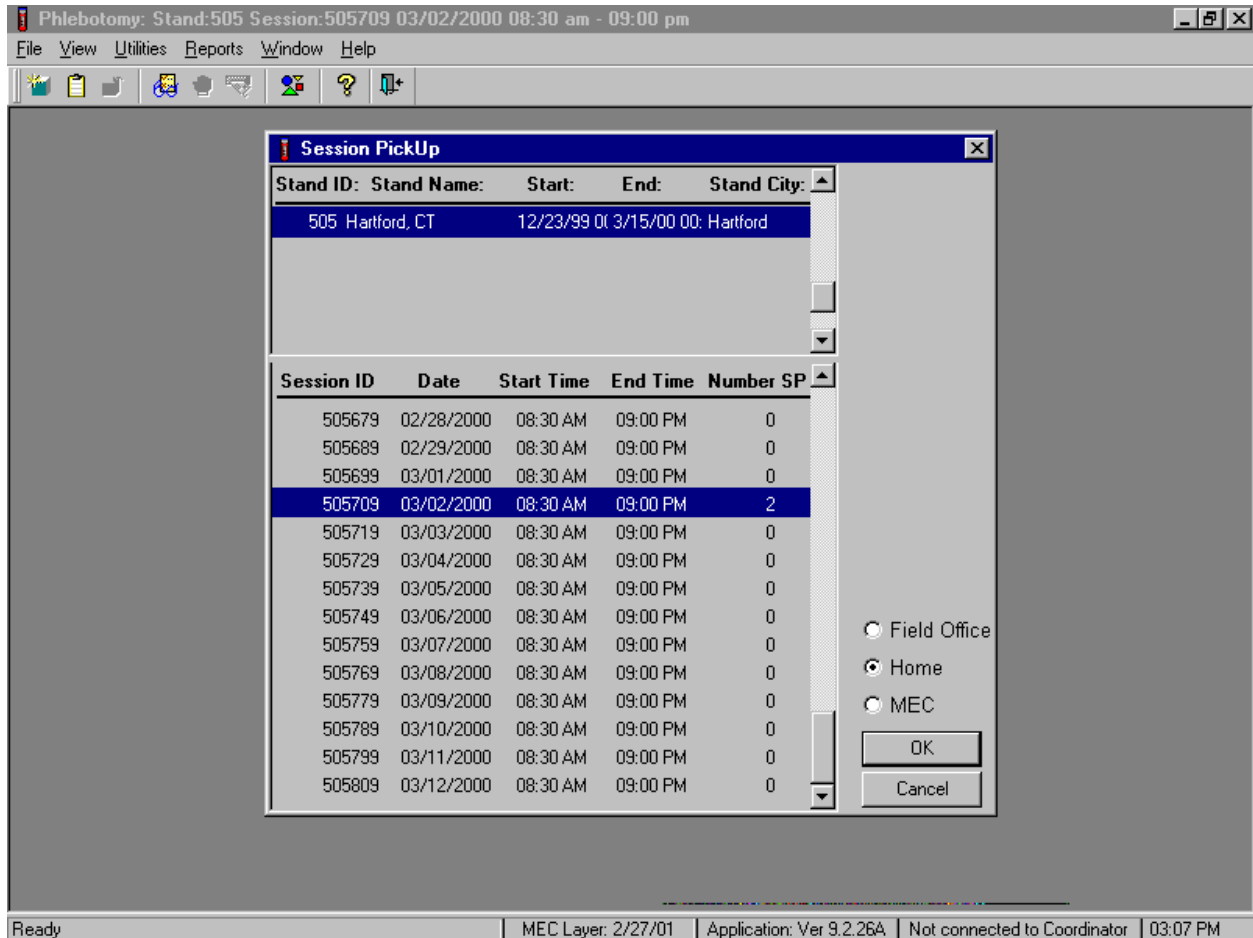 Phlebotomy: Stand:505 Session:505709 03/02/2000 08:30 am - 09:00 pm
File View Utilities Reports Window Help
Session PickUp
Stand ID: Stand Name: Start: End: Stand City:
505 Hartford, CT 12/23/99 0( 3/15/00 00: Hartford
Session ID Date Start Time End Time Number SP
505679 02/28/2000 08:30 AM 09:00 PM 0
505689 02/29/2000 08:30 AM 09:00 PM 0
505699 03/01/2000 08:30 AM 09:00 PM 0
505709 03/02/2000 08:30 AM 09:00 PM 2
505719 03/03/2000 08:30 AM 09:00 PM 0
505729 03/04/2000 08:30 AM 09:00 PM 0
505739 03/05/2000 08:30 AM 09:00 PM 0
505749 03/06/2000 08:30 AM 09:00 PM 0
505759 03/07/2000 08:30 AM 09:00 PM 0
505769 03/08/2000 08:30 AM 09:00 PM 0
505779 03/09/2000 08:30 AM 09:00 PM 0
505789 03/10/2000 08:30 AM 09:00 PM 0
505799 03/11/2000 08:30 AM 09:00 PM 0
505809 03/12/2000 08:30 AM 09:00 PM 0
Field Office
Home
MEC
OK
Cancel
Ready MEC Layer: 2/27/01 Application: Ver 9.2.26A Not connected to Coordinator 03:07 PM